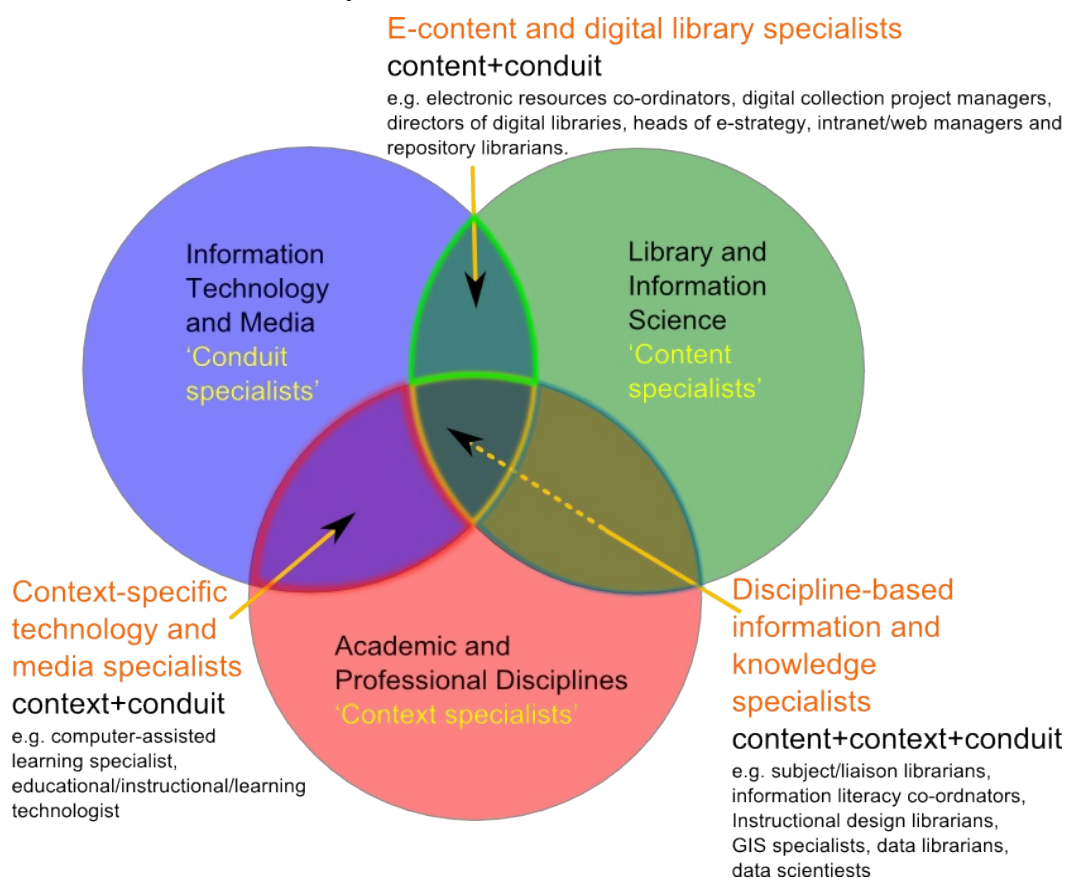 E-content and digital library specialists
content+conduit
e.g. electronic resources co-ordinators, digital collection project managers,
directors of digital libraries, heads of e-strategy, intranet/web managers and
repository librarians.
Information
Technology
and Media
‘Conduit
specialists’
Library and
Information
Science
‘Content
specialists’
Context-specific
technology and
media specialists
context+conduit
e.g. computer-assisted
learning specialist,
educational/instructional/learning
technologist
Academic and
Professional Disciplines
‘Context specialists’
Discipline-based
information and
knowledge
specialists
content+context+conduit
e.g. subject/liaison librarians,
information literacy co-ordnators,
Instructional design librarians,
GIS specialists, data librarians,
data scientiests